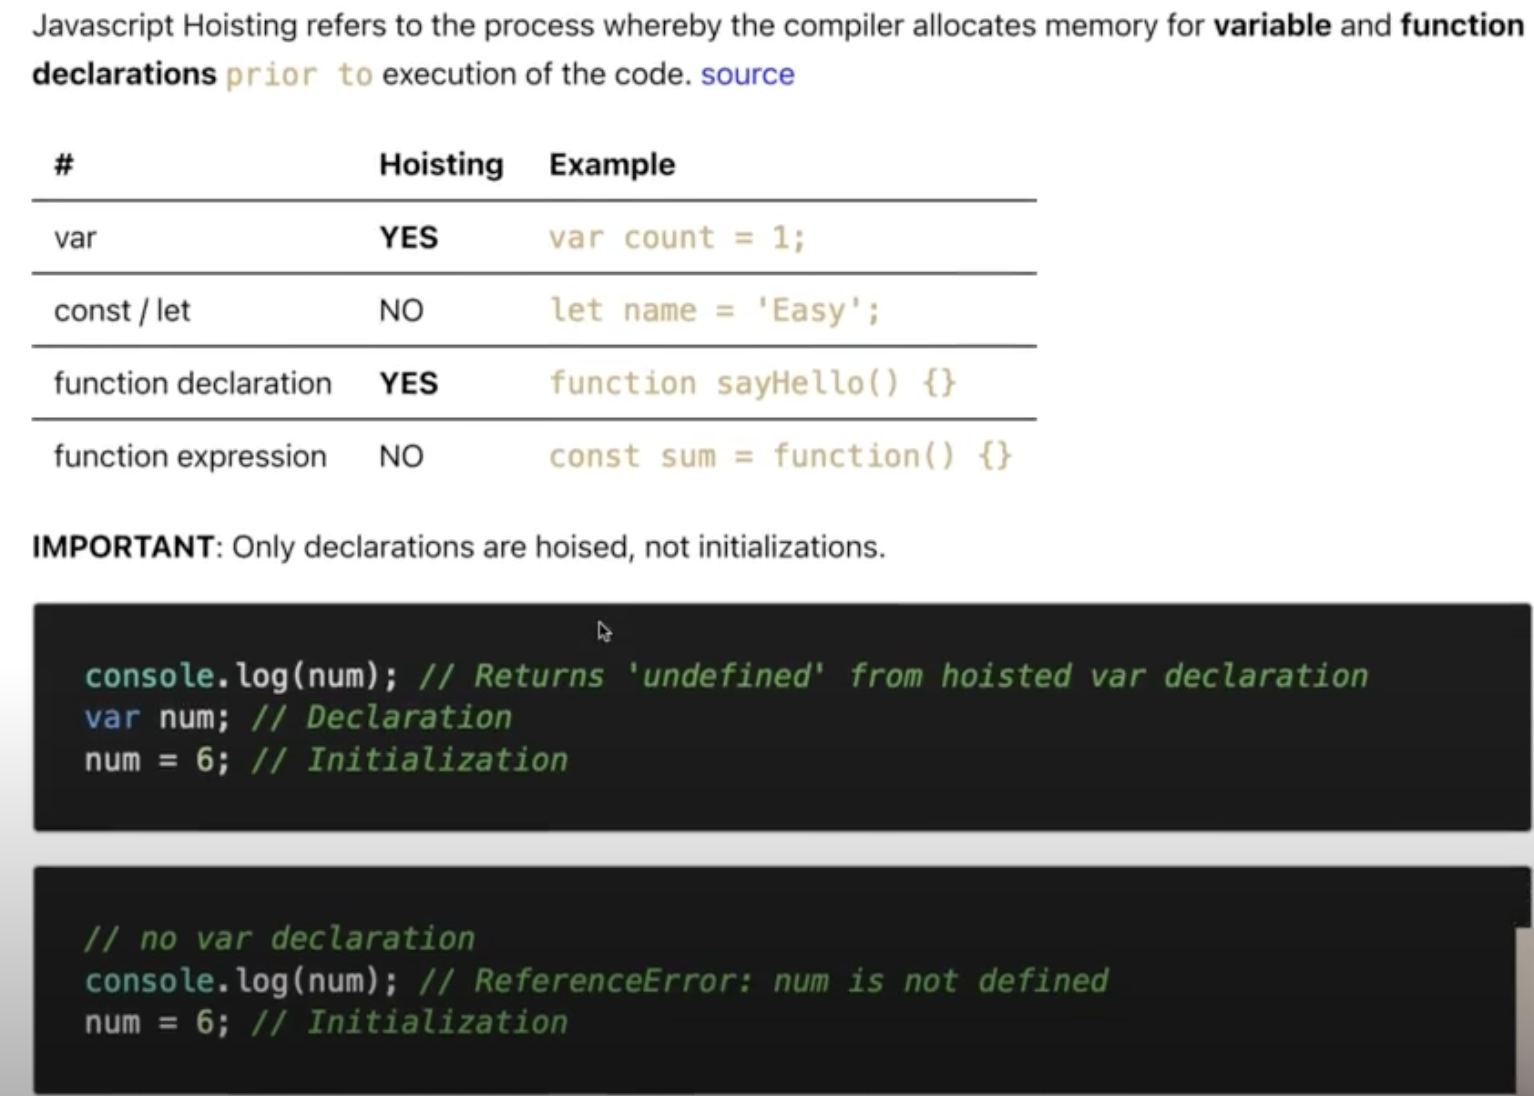 Javascript Hoisting refers to the process whereby the compiler allocates memory for variable and function
declarations prior to execution of the code. source
# Hoisting Example
var YES var count = 1;
const / let NO let name = 'Easy';
function declaration YES function sayHello() {}
function expression NO const sum = function() {}
IMPORTANT: Only declarations are hoised, not initializations.
console.log(num); // Returns 'undefined' from hoisted var declaration
var num; // Declaration
num = 6; // Initialization
// no var declaration
console.log(num); // ReferenceError: num is not defined
num = 6; // Initialization